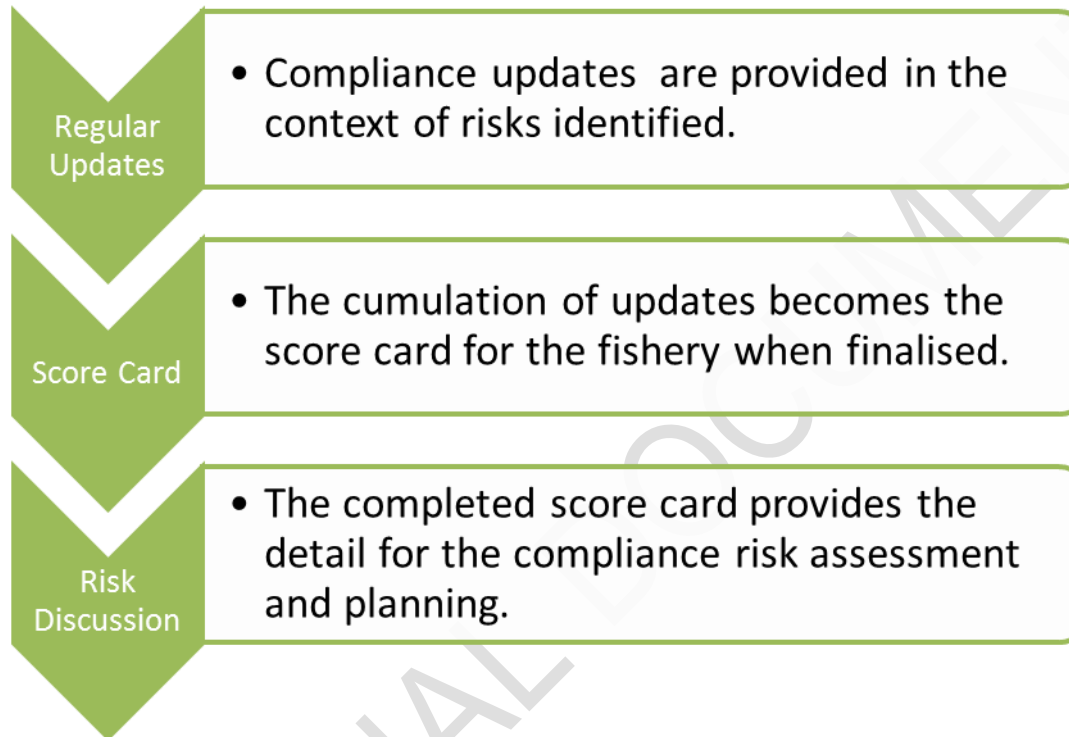 Regular
Updates
• Compliance updates are provided in the
context of risks identified.
Score Card
• The cumulation of updates becomes the
score card for the fishery when finalised.
Risk
Discussion
• The completed score card provides the
detail for the compliance risk assessment
and planning.